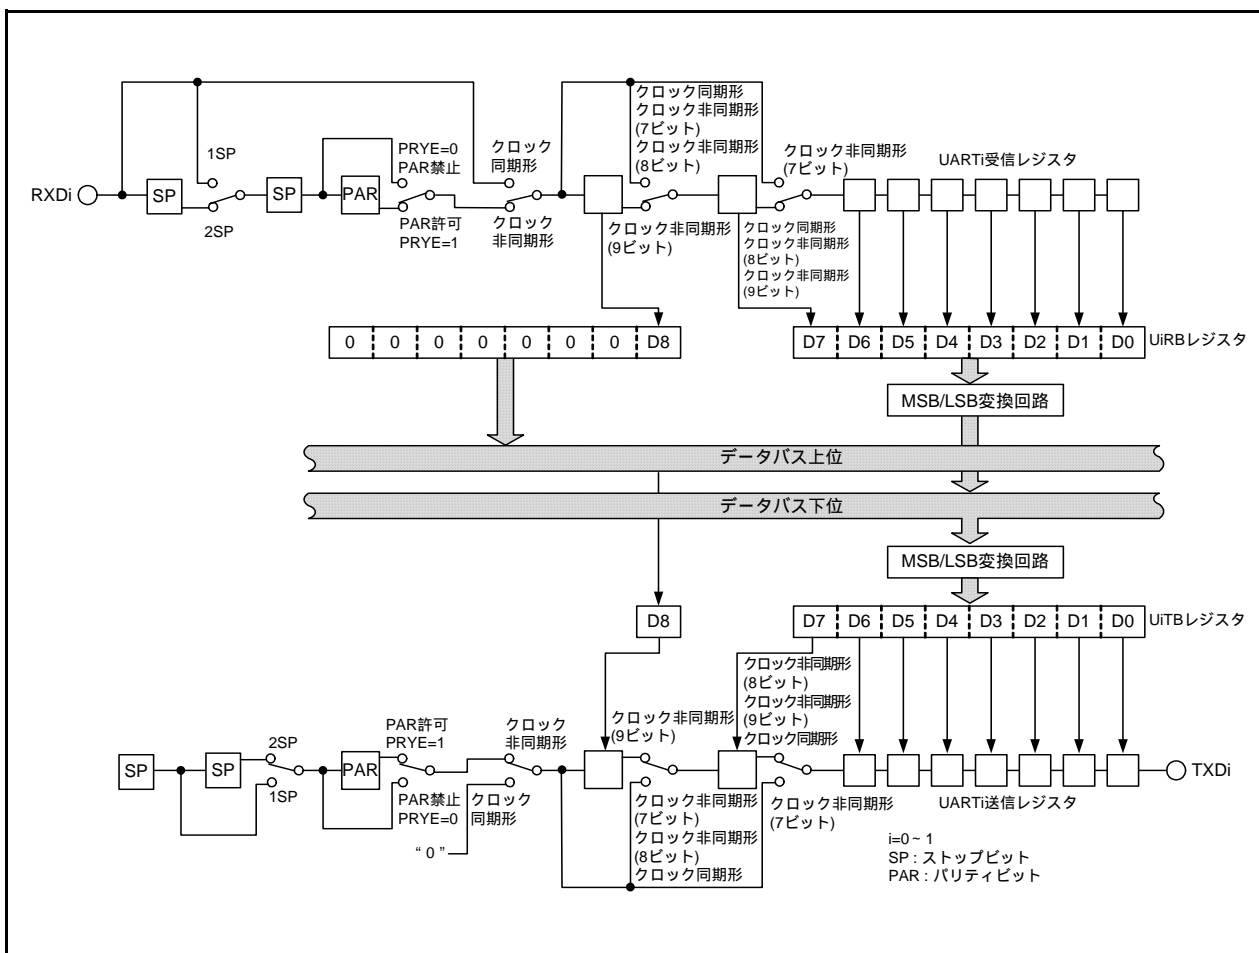 クロック同期形
クロック非同期形
(7ビット)
クロック非同期形
(8ビット)
1SP
PRYE=0
PAR禁止
クロック
同期形
クロック非同期形
(7ビット)
UARTi受信レジスタ
RXDi
SP
SP
PAR
2SP
PAR許可
PRYE=1
クロック
非同期形
クロック非同期形
(9ビット)
クロック同期形
クロック非同期形
(8ビット)
クロック非同期形
(9ビット)
0 0 0 0 0 0 0 D8
D7 D6 D5 D4 D3 D2 D1 D0
UiRBレジスタ
MSB/LSB変換回路
データバス上位
データバス下位
MSB/LSB変換回路
D8
D7 D6 D5 D4 D3 D2 D1 D0
UiTBレジスタ
クロック非同期形
(8ビット)
クロック非同期形
(9ビット)
クロック同期形
クロック非同期形
(9ビット)
PAR許可
PRYE=1
クロック
非同期形
2SP
SP
SP
PAR
TXDi
1SP
PAR禁止
PRYE=0
クロック
同期形
“ 0 ”
クロック非同期形
(7ビット)
クロック非同期形
(8ビット)
クロック同期形
クロック非同期形
(7ビット)
UARTi送信レジスタ
i=0~1
SP : ストップビット
PAR : パリティビット